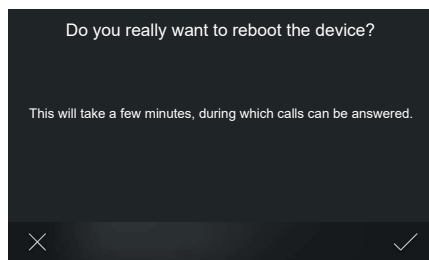 Do you really want to reboot the device?
This will take a few minutes, during which calls can be answered.